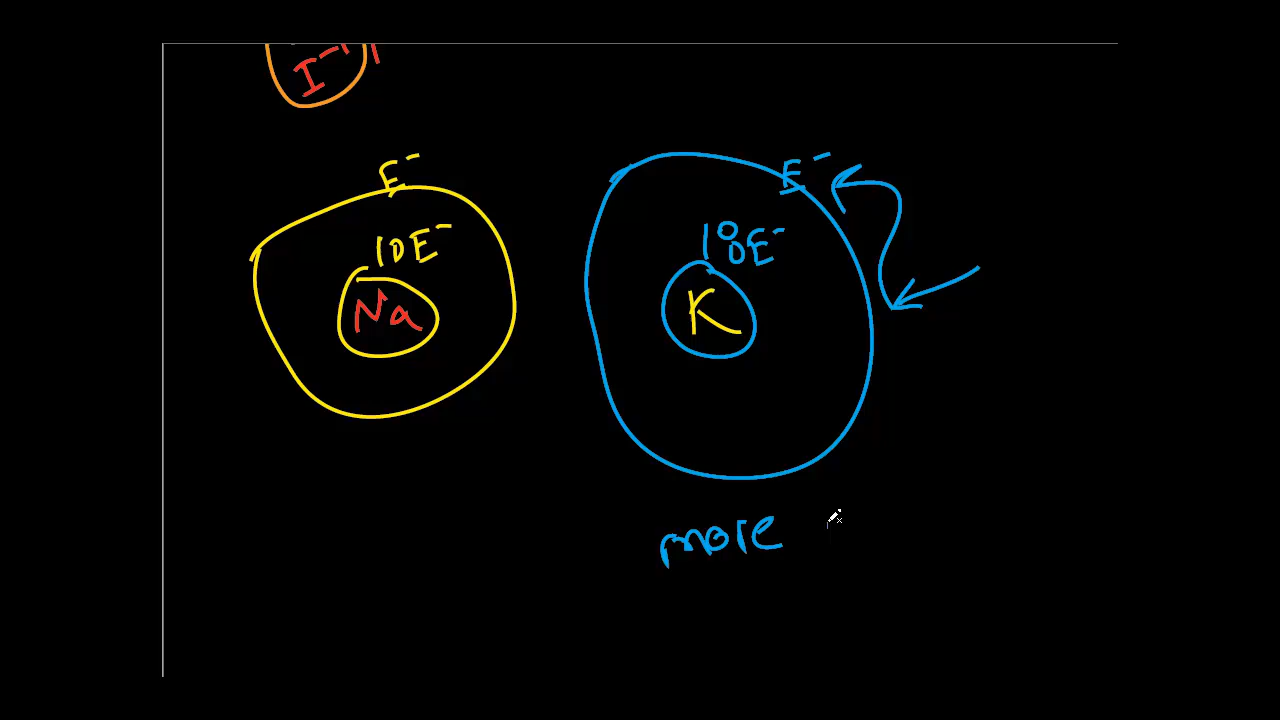 I⁻
E⁻ E⁻
10E⁻ 18E⁻
Na K
more